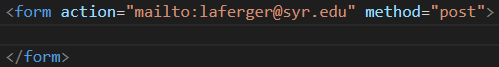 <form action="mailto:laferger@syr.edu" method="post">
</form>